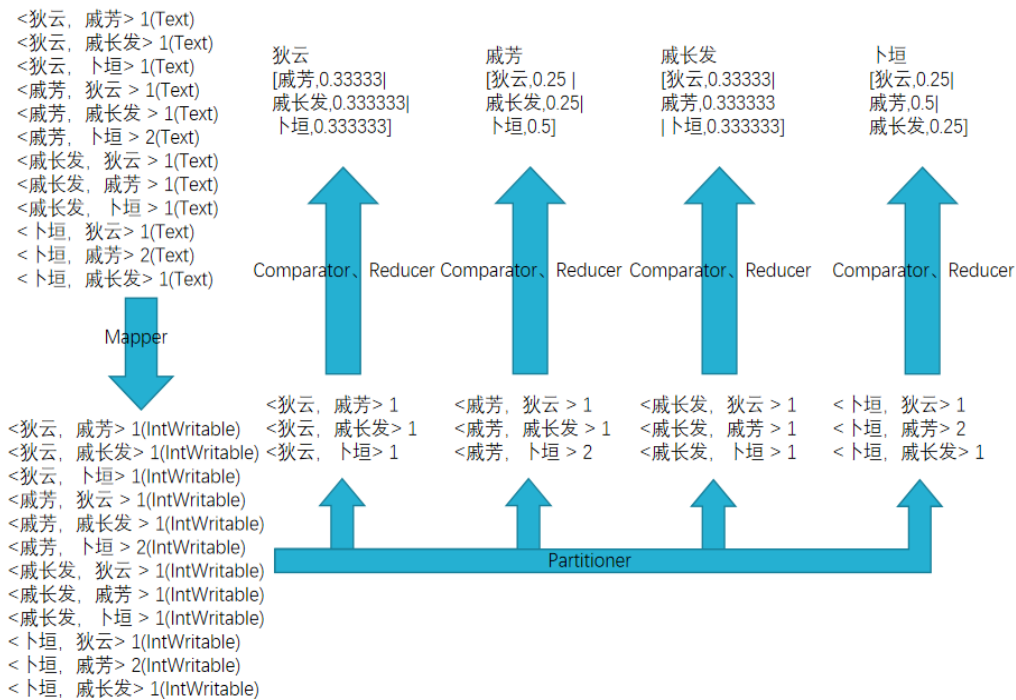 <狄云，戚芳> 1(Text)
<狄云，戚长发> 1(Text)
<狄云，卜垣> 1(Text)
<戚芳，狄云 > 1(Text)
<戚芳，戚长发 > 1(Text)
<戚芳，卜垣 > 2(Text)
<戚长发，狄云 > 1(Text)
<戚长发，戚芳 > 1(Text)
<戚长发，卜垣 > 1(Text)
< 卜垣，狄云> 1(Text)
< 卜垣，戚芳> 2(Text)
< 卜垣，戚长发> 1(Text)
Mapper
<狄云，戚芳> 1(IntWritable)
<狄云，戚长发> 1(IntWritable)
<狄云，卜垣> 1(IntWritable)
<戚芳，狄云 > 1(IntWritable)
<戚芳，戚长发 > 1(IntWritable)
<戚芳，卜垣 > 2(IntWritable)
<戚长发，狄云 > 1(IntWritable)
<戚长发，戚芳 > 1(IntWritable)
<戚长发，卜垣 > 1(IntWritable)
< 卜垣，狄云> 1(IntWritable)
< 卜垣，戚芳> 2(IntWritable)
< 卜垣，戚长发> 1(IntWritable)
狄云
[戚芳,0.33333|
戚长发,0.333333|
卜垣,0.333333]
戚芳
[狄云,0.25 |
戚长发,0.25|
卜垣,0.5]
戚长发
[狄云,0.33333|
戚芳,0.333333
|卜垣,0.333333]
卜垣
[狄云,0.25|
戚芳,0.5|
戚长发,0.25]
Comparator、Reducer
Comparator、Reducer
Comparator、Reducer
Comparator、Reducer
<狄云，戚芳> 1
<狄云，戚长发> 1
<狄云，卜垣> 1
<戚芳，狄云 > 1
<戚芳，戚长发 > 1
<戚芳，卜垣 > 2
<戚长发，狄云 > 1
<戚长发，戚芳 > 1
<戚长发，卜垣 > 1
< 卜垣，狄云> 1
< 卜垣，戚芳> 2
< 卜垣，戚长发> 1
Partitioner